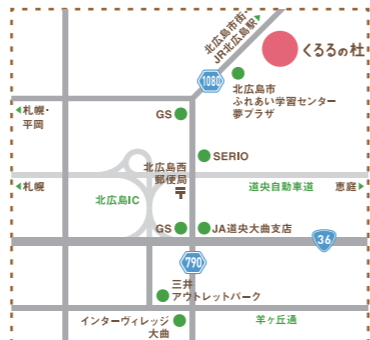 北広島市街・
JR北広島駅
くるるの杜
1080
北広島市
ふれあい学習センター
夢プラザ
札幌・
平岡
GS
SERIO
北広島西
郵便局
〒
札幌
道央自動車道
恵庭
北広島IC
GS
JA道央大曲支店
36
790
三井
アウトレットパーク
インターヴィレッジ
大曲
羊ヶ丘通